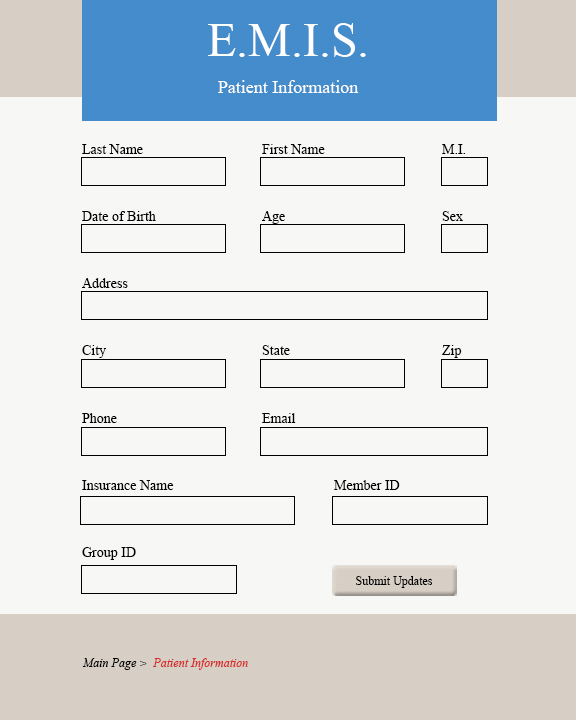 E.M.I.S.
Patient Information
Last Name First Name M.I.
Date of Birth Age Sex
Address
City State Zip
Phone Email
Insurance Name Member ID
Group ID
Submit Updates
Main Page > Patient Information